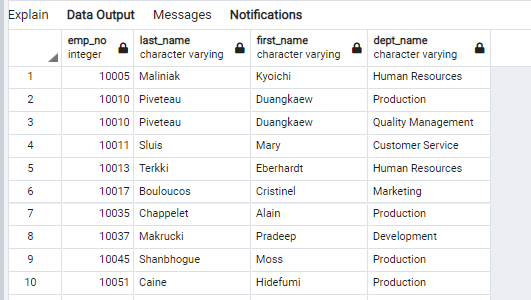 Explain Data Output Messages Notifications
emp_no last_name first_name dept_name
integer character varying character varying character varying
1 10005 Maliniak Kyoichi Human Resources
2 10010 Piveteau Duangkaew Production
3 10010 Piveteau Duangkaew Quality Management
4 10011 Sluis Mary Customer Service
5 10013 Terkki Eberhardt Human Resources
6 10017 Bouloucos Cristinel Marketing
7 10035 Chappelet Alain Production
8 10037 Makrucki Pradeep Development
9 10045 Shanbhogue Moss Production
10 10051 Caine Hidefumi Production